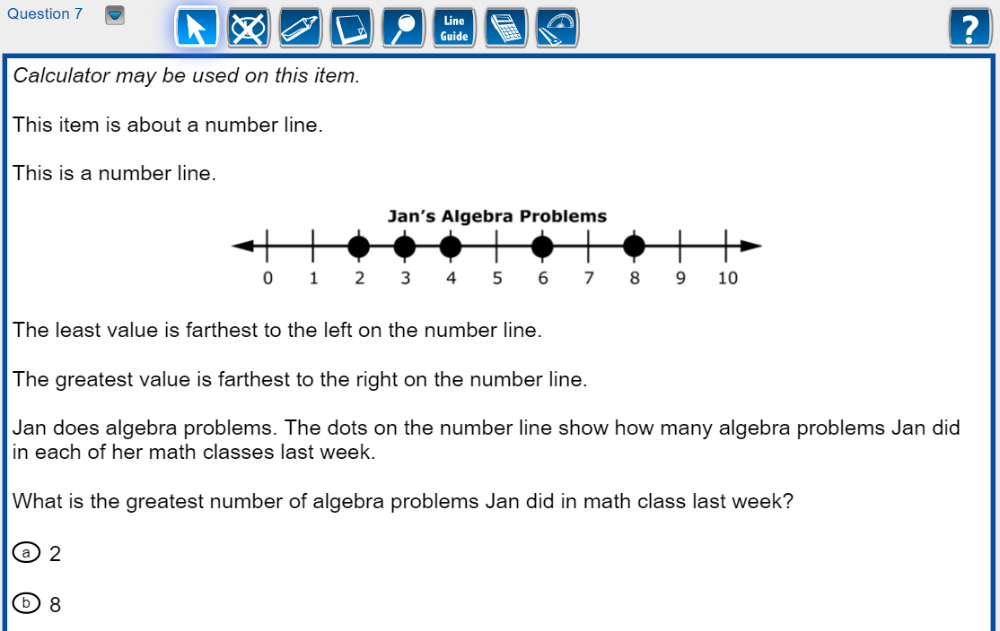 Question 7
Line
Guide
?
Calculator may be used on this item.
This item is about a number line.
This is a number line.
Jan's Algebra Problems
0 1 2 3 4 5 6 7 8 9 10
The least value is farthest to the left on the number line.
The greatest value is farthest to the right on the number line.
Jan does algebra problems. The dots on the number line show how many algebra problems Jan did
in each of her math classes last week.
What is the greatest number of algebra problems Jan did in math class last week?
a 2
b 8